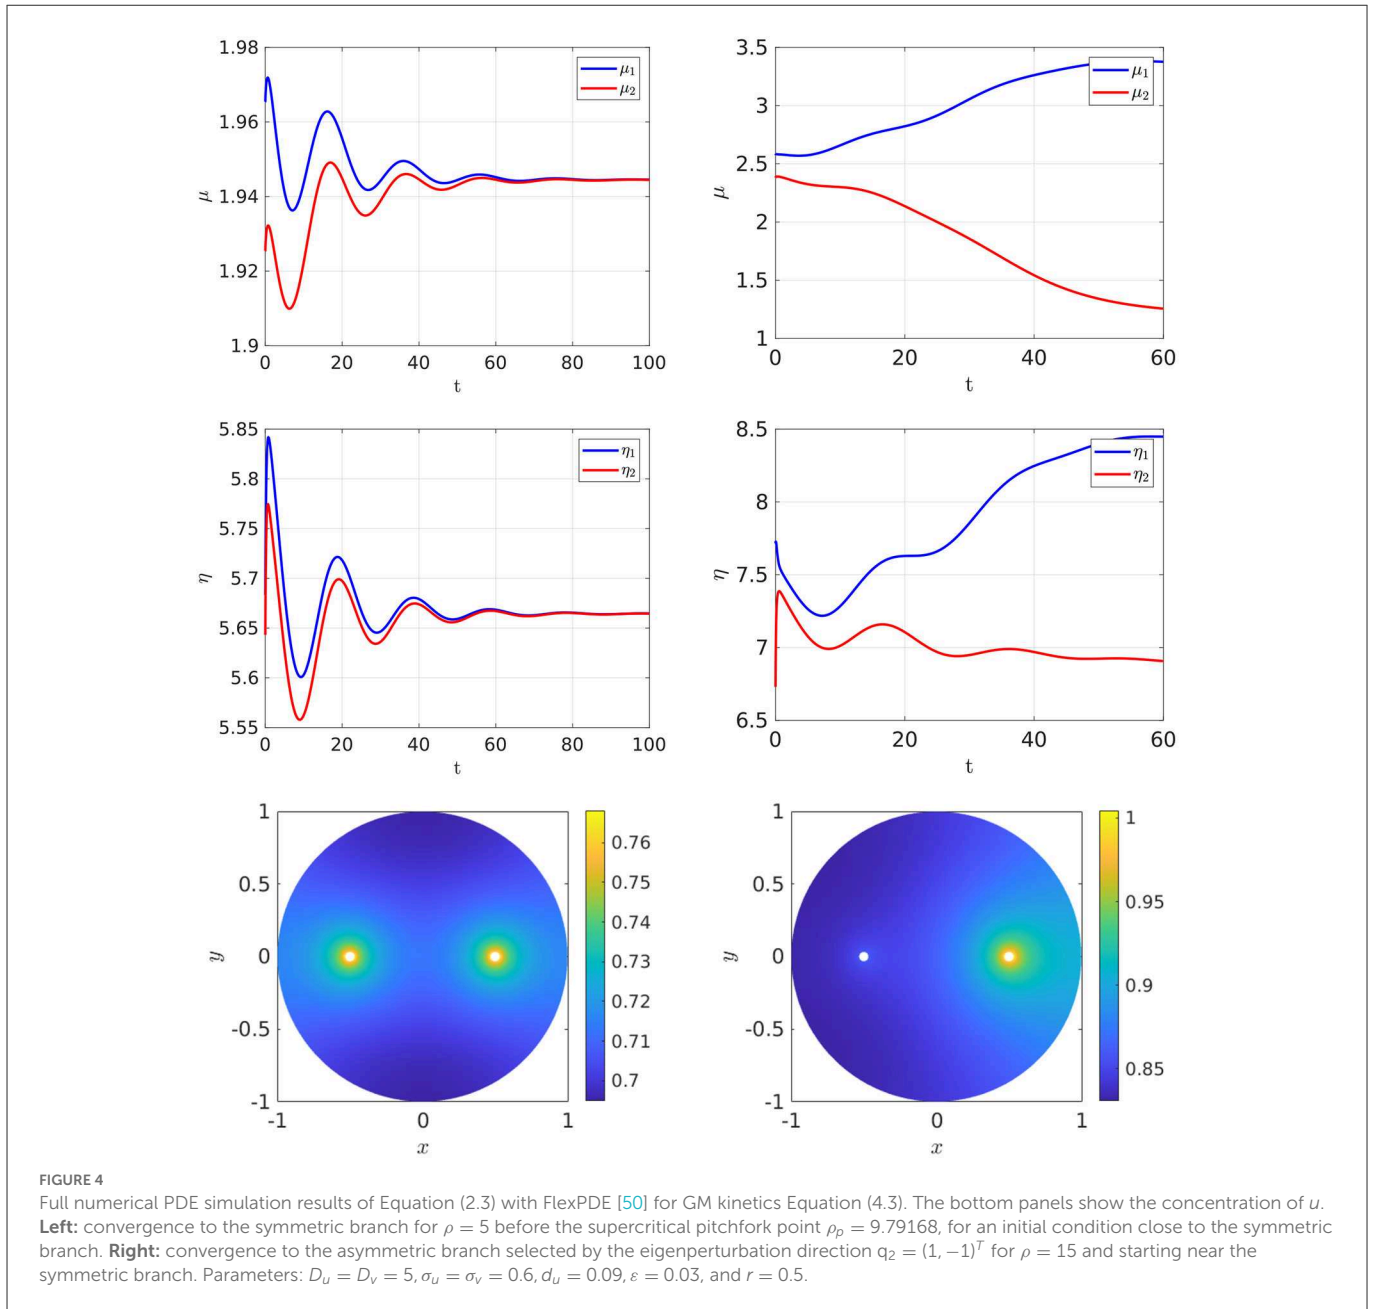 1.98
1.96
1.94
1.92
1.9
μ
0 20 40 60 80 100
t
μ₁
μ₂
3.5
3
2.5
2
1.5
1
μ
0 20 40 60
t
μ₁
μ₂
5.85
5.8
5.75
5.7
5.65
5.6
5.55
η
0 20 40 60 80 100
t
η₁
η₂
8.5
8
7.5
7
6.5
η
0 20 40 60
t
η₁
η₂
1
0.5
0
-0.5
-1
y
-1 0 1
x
0.76
0.75
0.74
0.73
0.72
0.71
0.7
1
0.5
0
-0.5
-1
y
-1 0 1
x
1
0.95
0.9
0.85
FIGURE 4
Full numerical PDE simulation results of Equation (2.3) with FlexPDE [50] for GM kinetics Equation (4.3). The bottom panels show the concentration of u.
Left: convergence to the symmetric branch for ρ = 5 before the supercritical pitchfork point ρₚ = 9.79168, for an initial condition close to the symmetric
branch. Right: convergence to the asymmetric branch selected by the eigenperturbation direction q₂ = (1, −1)ᵀ for ρ = 15 and starting near the
symmetric branch. Parameters: Dᵤ = Dᵥ = 5, σᵤ = σᵥ = 0.6, dᵤ = 0.09, ε = 0.03, and r = 0.5.